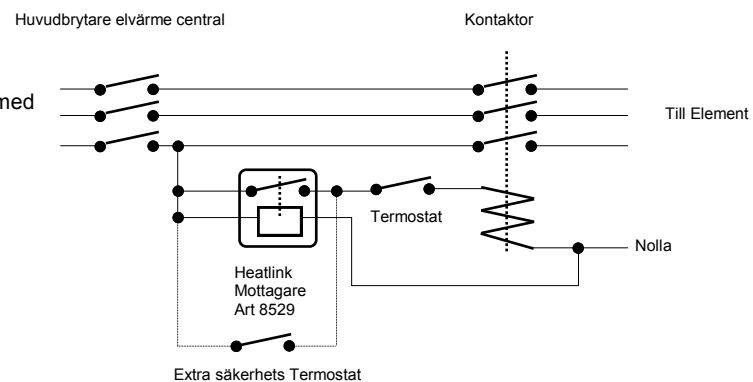 Huvudbrytare elvärme central
Kontaktor
med
Till Element
Termostat
Nolla
Heatlink
Mottagare
Art 8529
Extra säkerhets Termostat